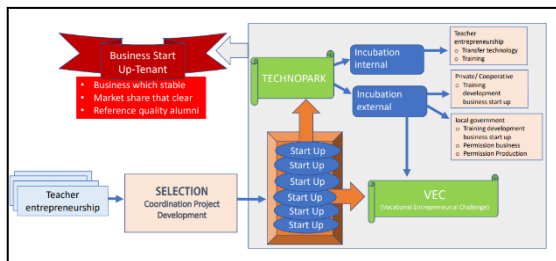 Business Start
Up-Tenant
• Business which stable
• Market share that clear
• Reference quality alumni
TECHNOPARK
Incubation
internal
Incubation
external
Teacher
entrepreneurship
o Transfer technology
o Training
Private/ Cooperative
o Training
development
business start up
local government
o Training development
business start up
o Permission business
o Permission Production
Start Up
Start Up
Start Up
Start Up
Start Up
Start Up
Teacher
entrepreneurship
SELECTION
Coordination Project
Development
VEC
(Vocational Entrepreneurial Challenge)